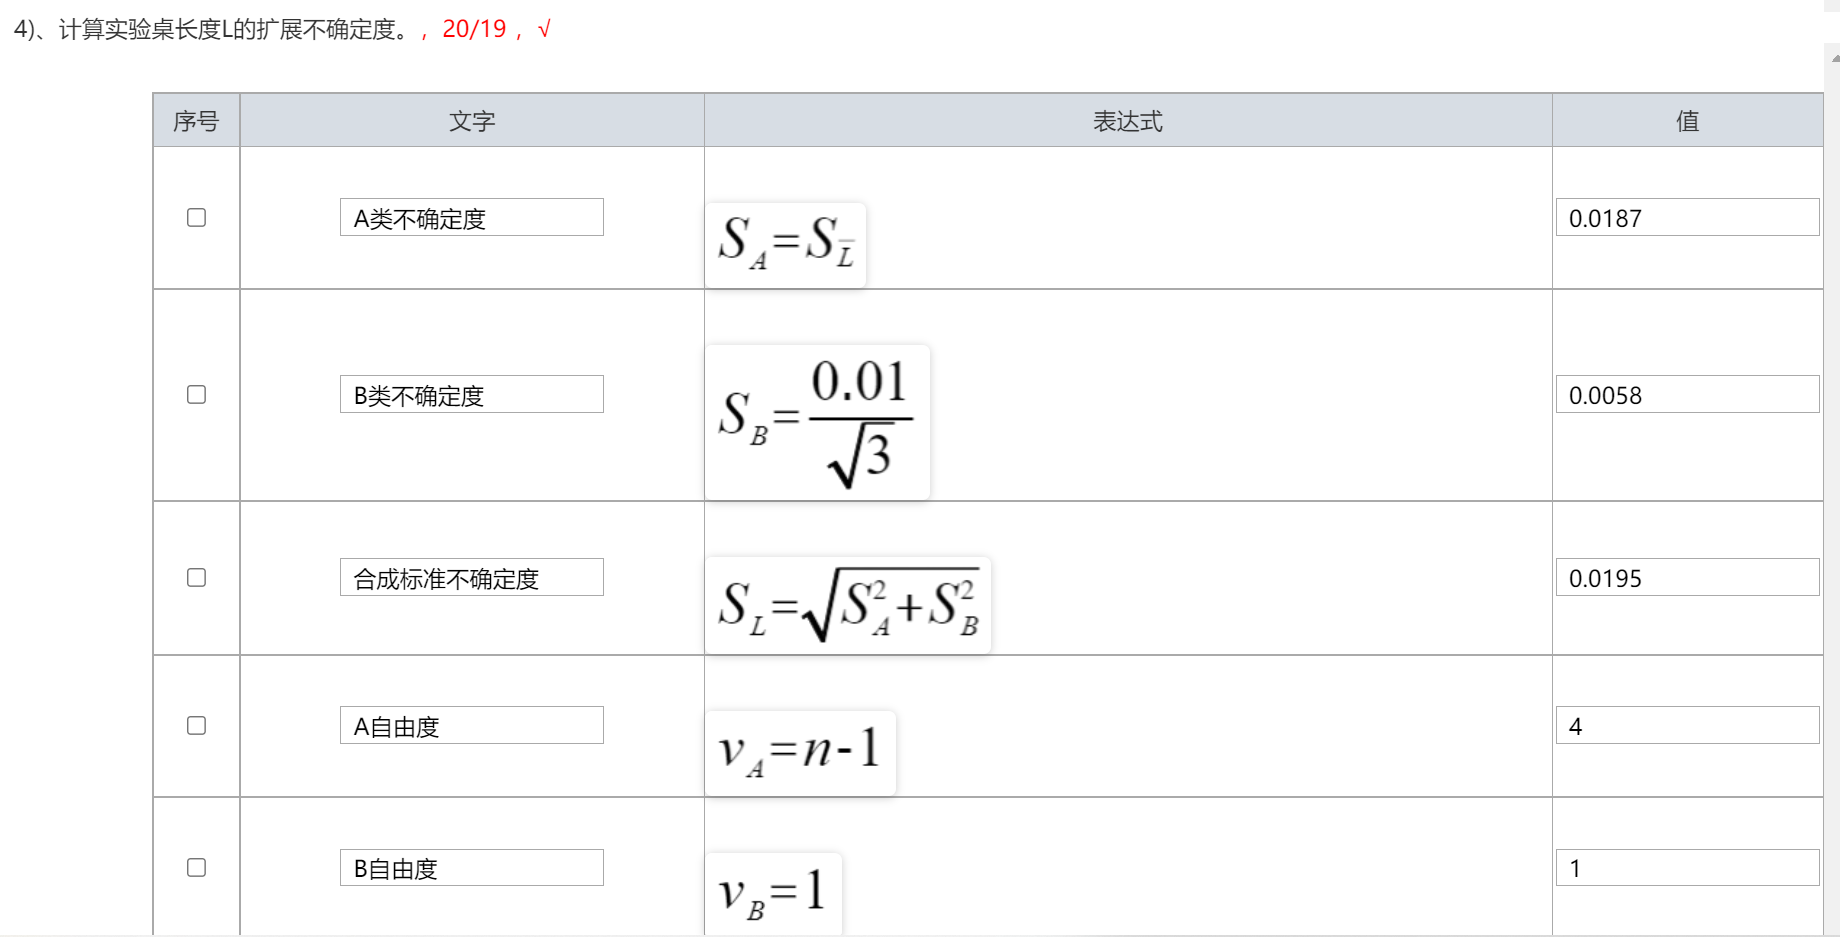 4)、计算实验桌长度L的扩展不确定度。, 20/19 , √
序号 文字 表达式 值
A类不确定度 S_A=S_{\bar{L}} 0.0187
B类不确定度 S_B=\frac{0.01}{\sqrt{3}} 0.0058
合成标准不确定度 S_L=\sqrt{S_A^2+S_B^2} 0.0195
A自由度 v_A=n-1 4
B自由度 v_B=1 1